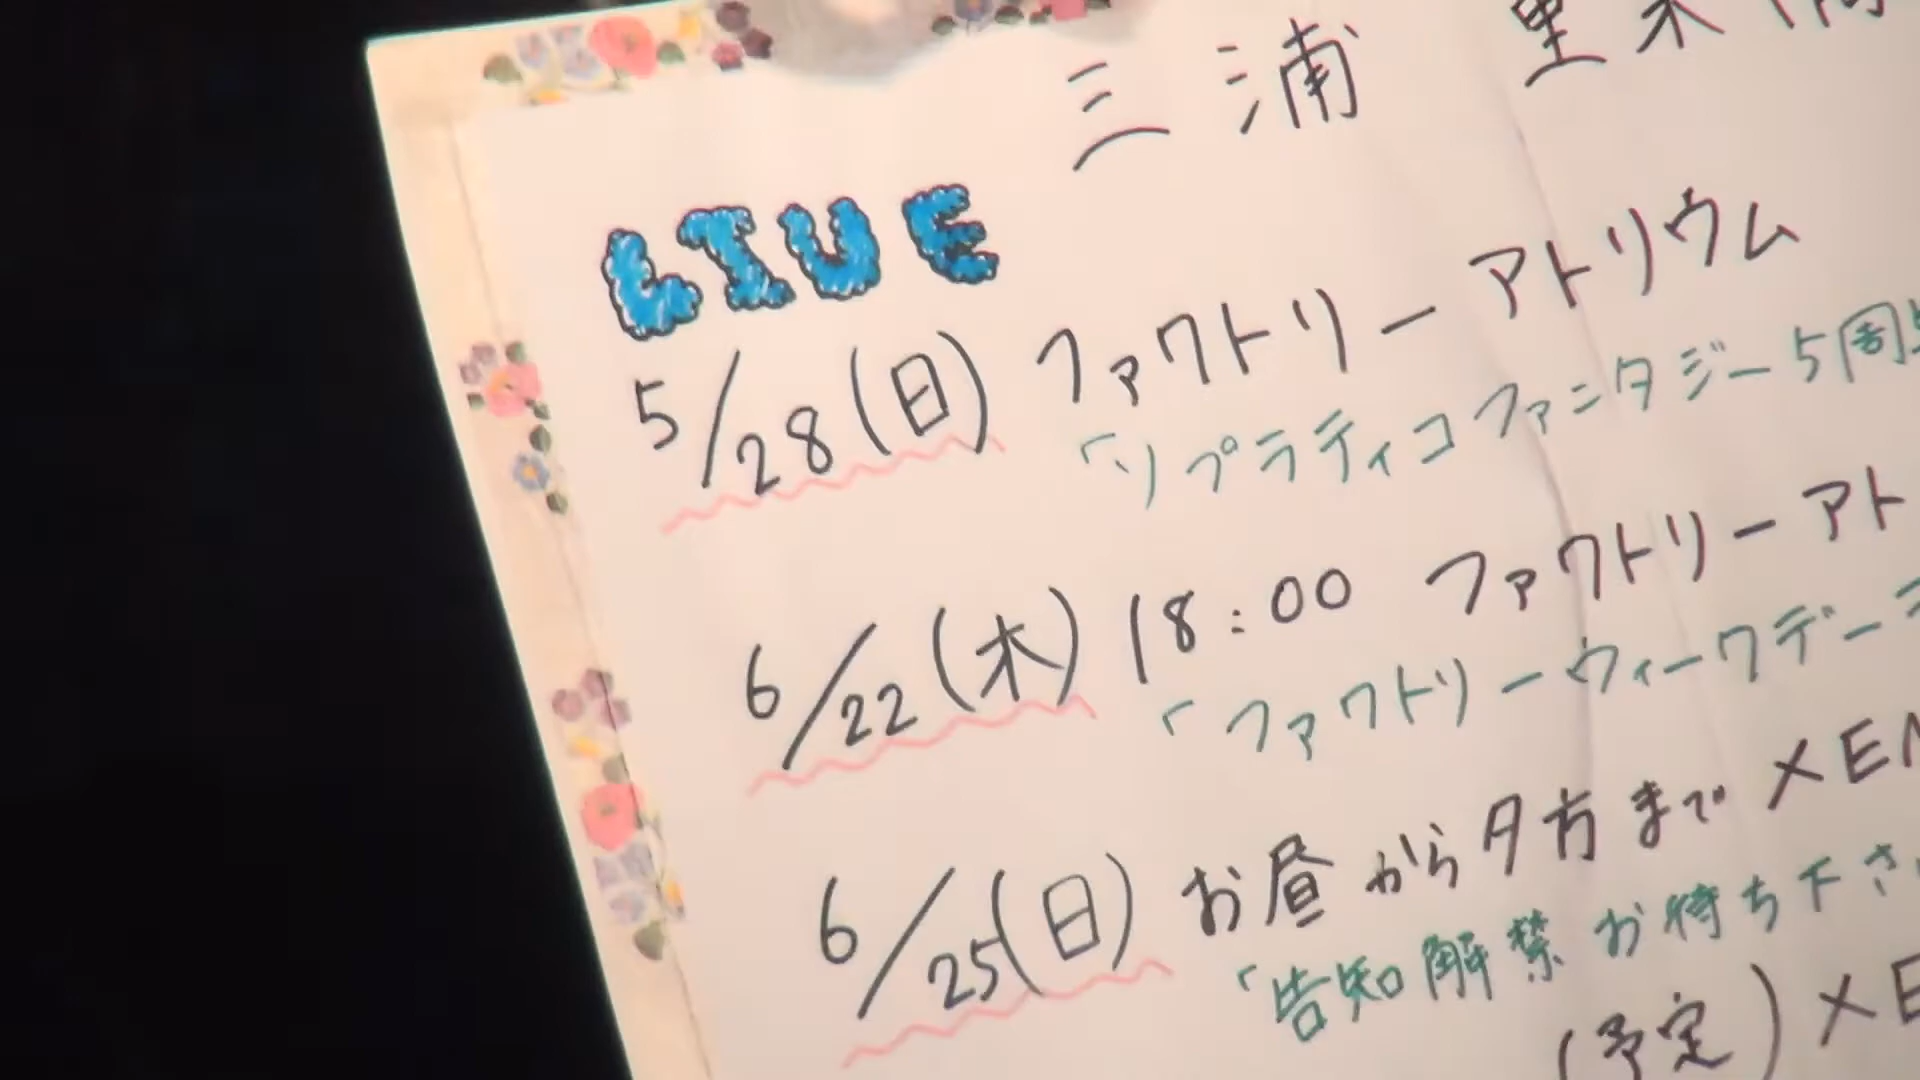 三浦 里菜
LIVE
5/28(日) ファクトリーアトリウム
「リプラティコファンタジー5周
6/22(木) 18:00 ファクトリーアト
「ファクトリーウィークデー
6/25(日) お昼から夕方まで XEN
「告知解禁お待ち下さ
(予定) XE